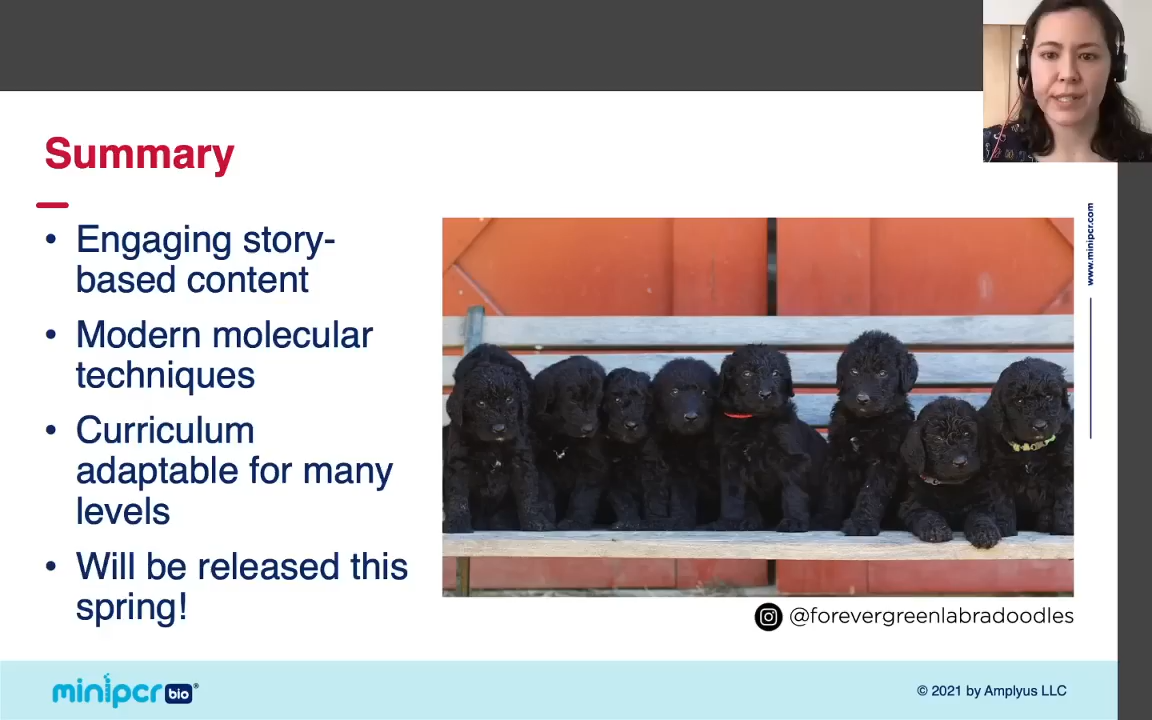 Summary
• Engaging story-
based content
• Modern molecular
techniques
• Curriculum
adaptable for many
levels
• Will be released this
spring!
www.minipcr.com
@forevergreenlabradoodles
minipcr bio®
© 2021 by Amplyus LLC